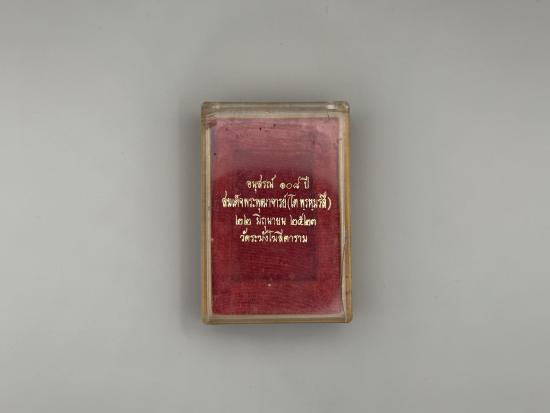 อนุสรณ์ ๑๐๘ ปี
สมเด็จพระพุฒาจารย์ (โต พฺรหฺมรังสี)
๒๒ มิถุนายน ๒๕๒๓
วัดระฆังโฆสิตาราม